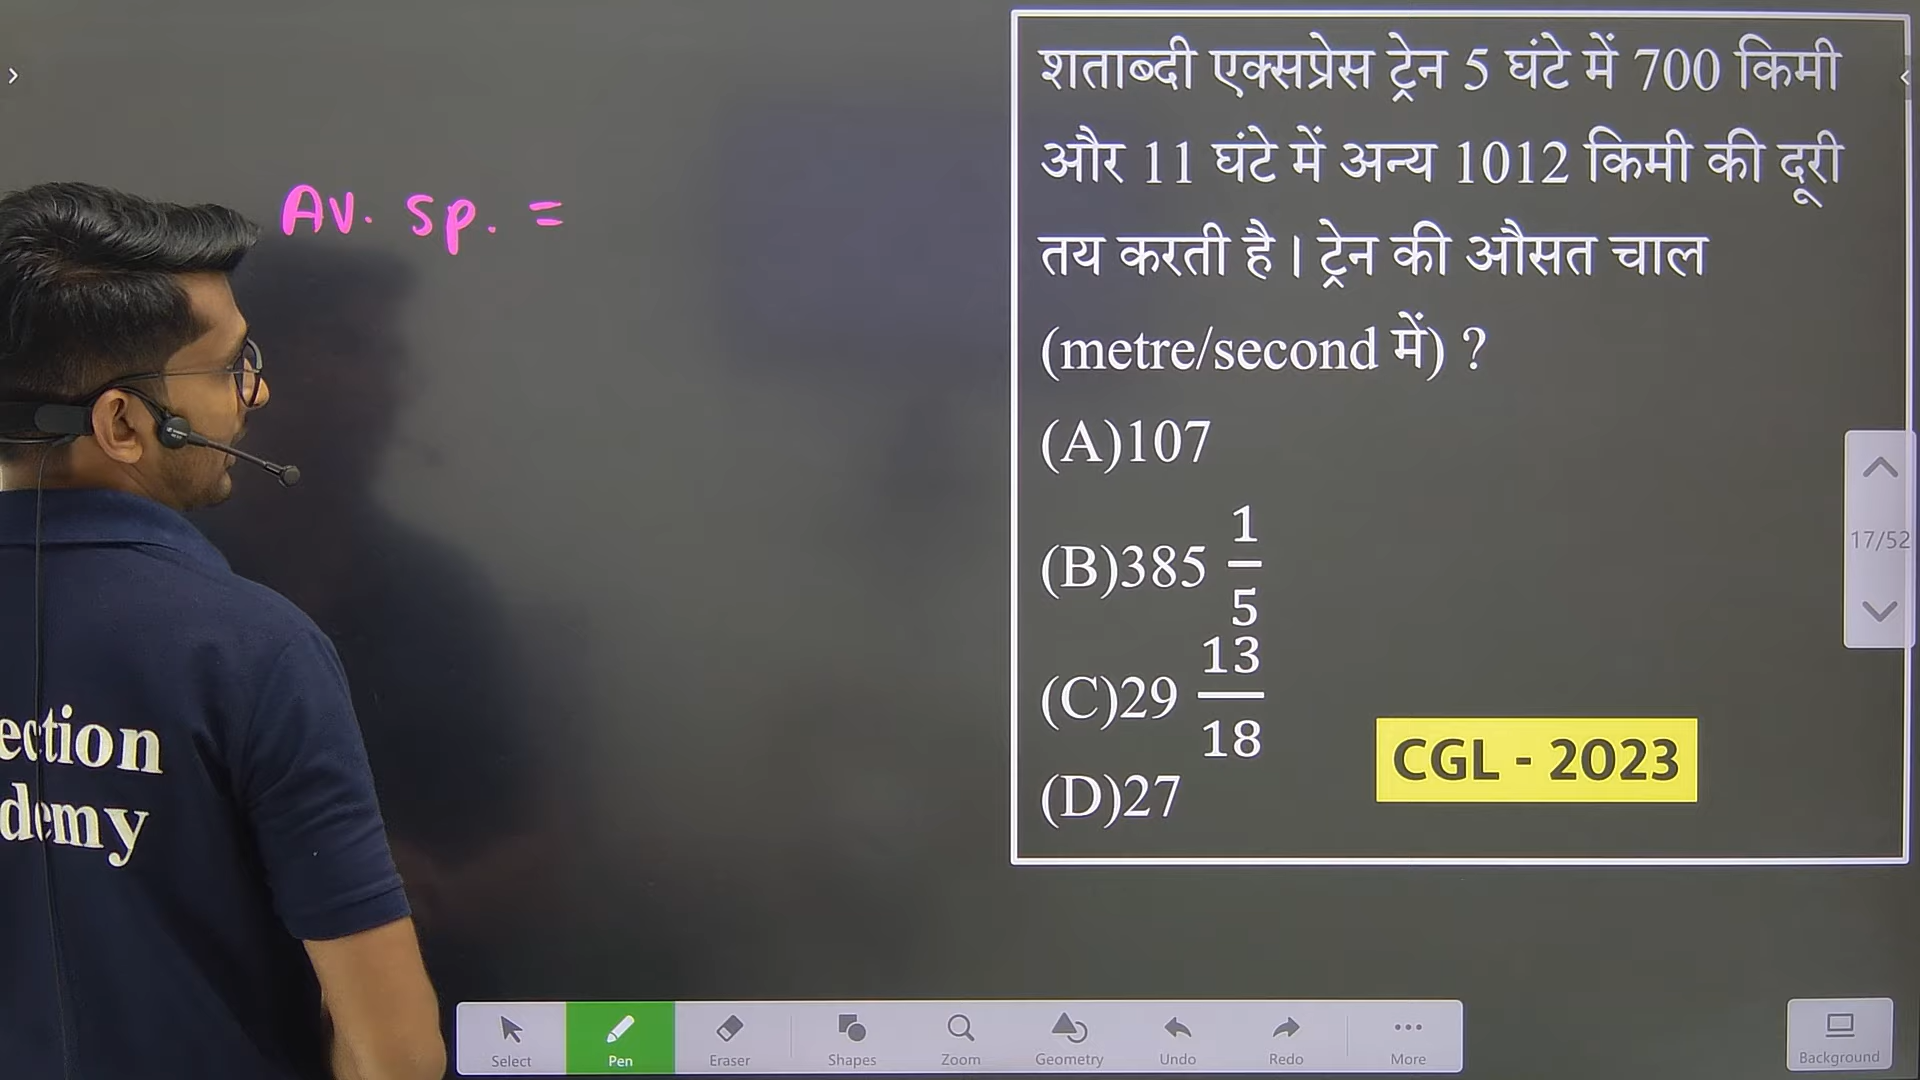 शताब्दी एक्सप्रेस ट्रेन 5 घंटे में 700 किमी
और 11 घंटे में अन्य 1012 किमी की दूरी
तय करती है। ट्रेन की औसत चाल
(metre/second में) ?
(A)107
(B)385 1/5
(C)29 13/18
(D)27
CGL - 2023
Av. Sp. =
ection
demy
17/52
Select Pen Eraser Shapes Zoom Geometry Undo Redo More
Background